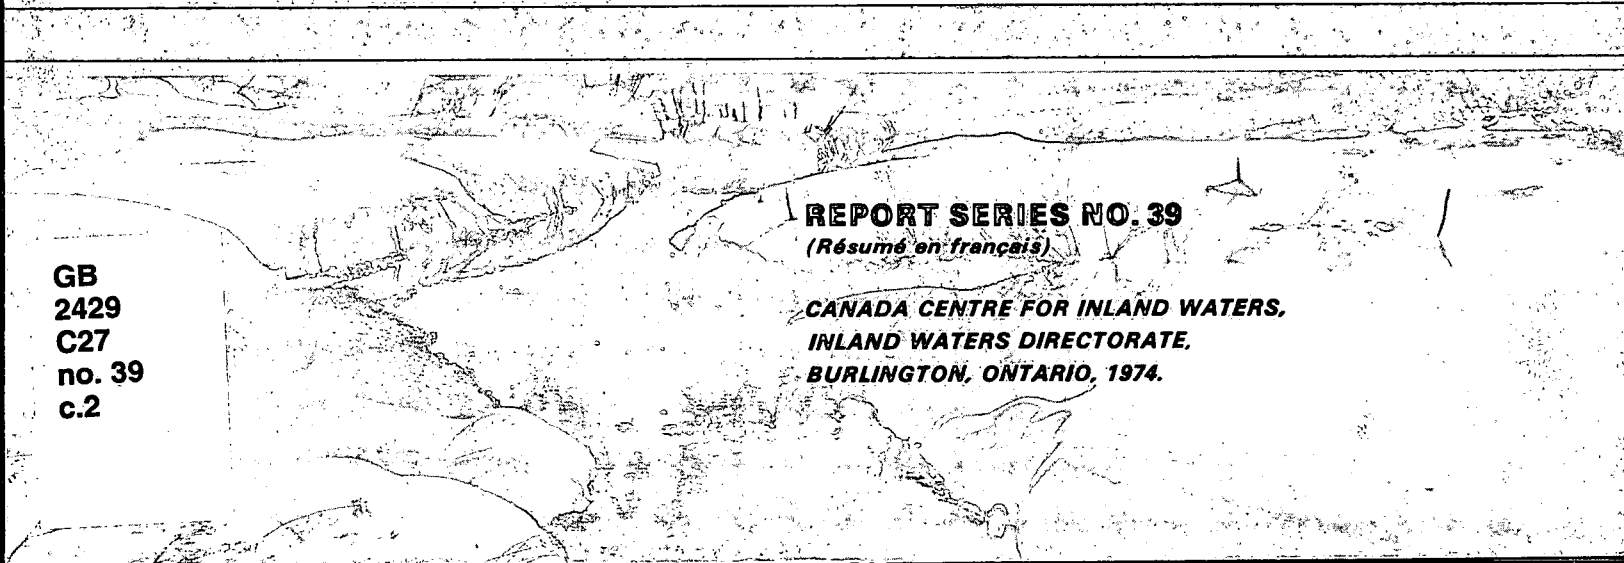 GB
2429
C27
no. 39
c.2
REPORT SERIES NO. 39
(Résumé en français)
CANADA CENTRE FOR INLAND WATERS,
INLAND WATERS DIRECTORATE,
BURLINGTON, ONTARIO, 1974.